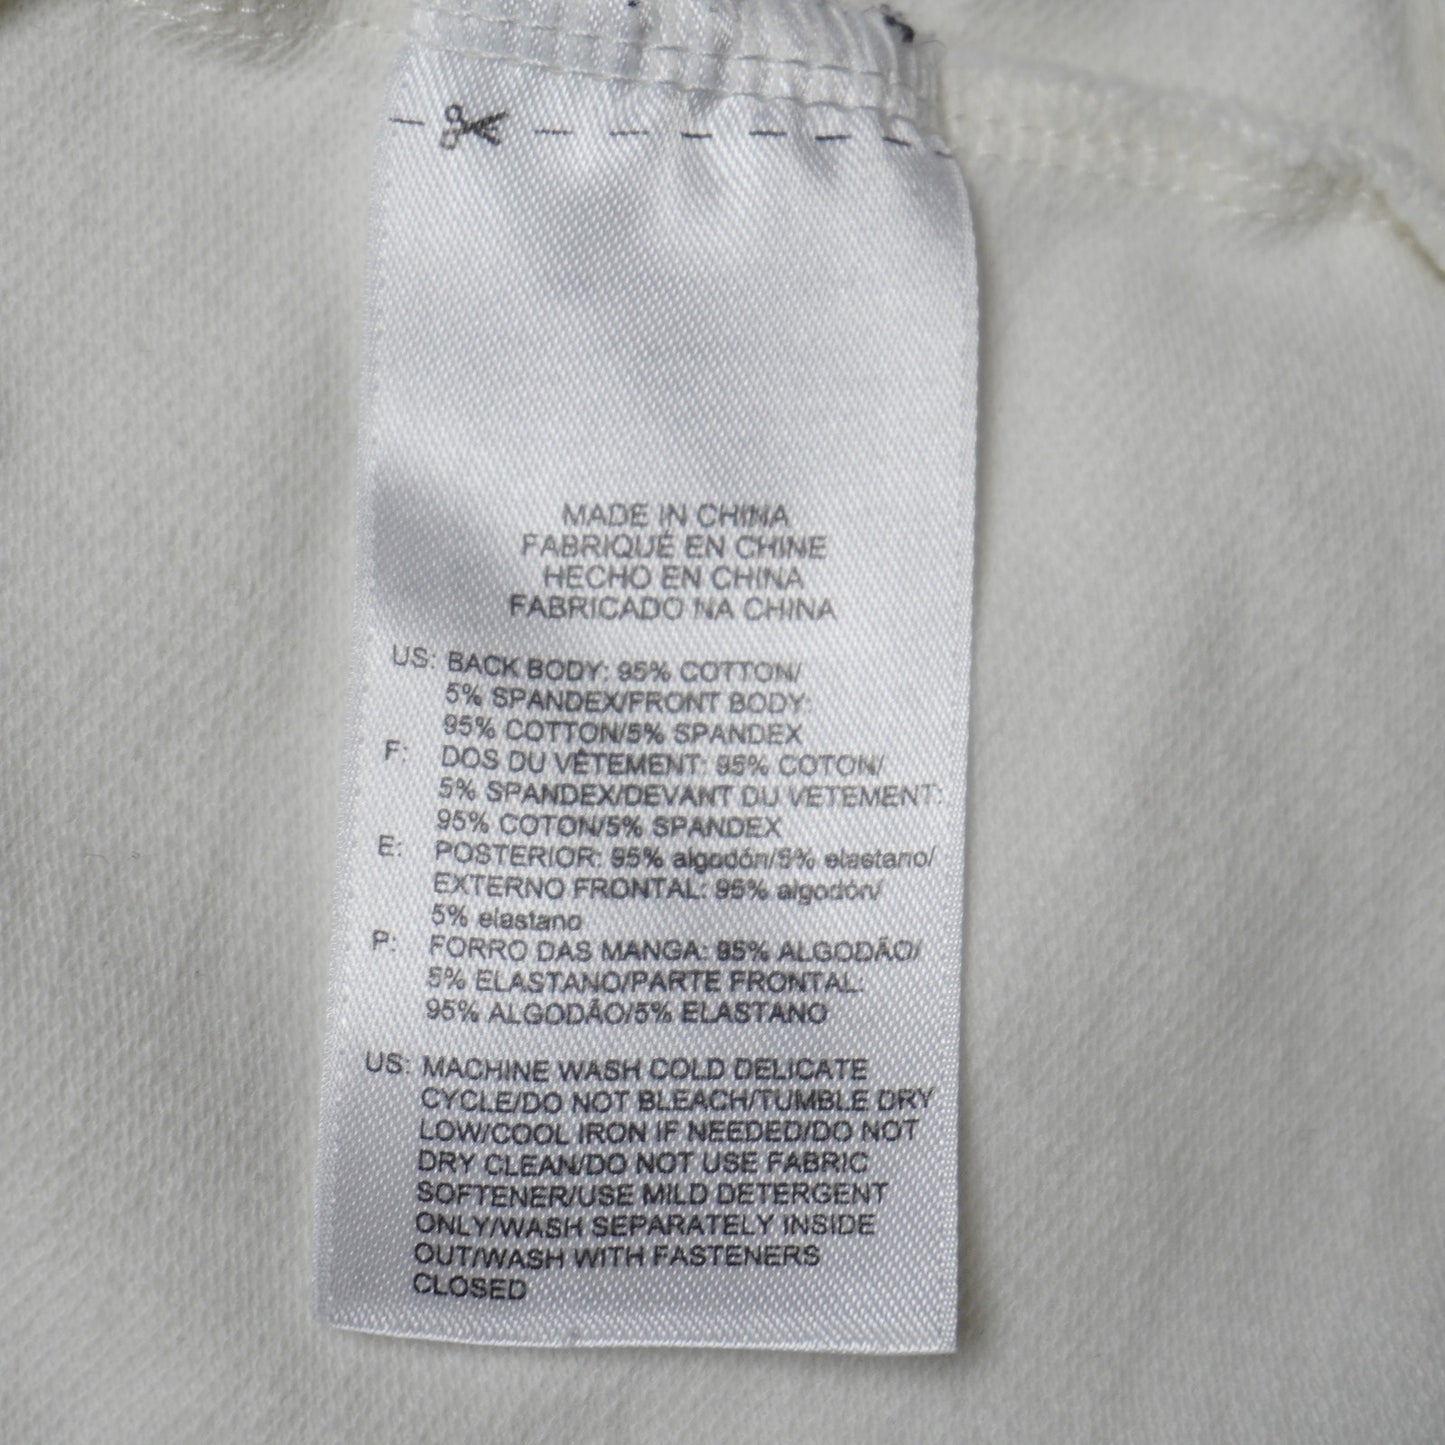 MADE IN CHINA
FABRIQUÉ EN CHINE
HECHO EN CHINA
FABRICADO NA CHINA
US: BACK BODY: 95% COTTON/
5% SPANDEX/FRONT BODY:
95% COTTON/5% SPANDEX
F: DOS DU VÊTEMENT: 95% COTON/
5% SPANDEX/DEVANT DU VETEMENT:
95% COTON/5% SPANDEX
E: POSTERIOR: 95% algodón/5% elastano/
EXTERNO FRONTAL: 95% algodón/
5% elastano
P: FORRO DAS MANGA: 95% ALGODÃO/
5% ELASTANO/PARTE FRONTAL:
95% ALGODÃO/5% ELASTANO
US: MACHINE WASH COLD DELICATE
CYCLE/DO NOT BLEACH/TUMBLE DRY
LOW/COOL IRON IF NEEDED/DO NOT
DRY CLEAN/DO NOT USE FABRIC
SOFTENER/USE MILD DETERGENT
ONLY/WASH SEPARATELY INSIDE
OUT/WASH WITH FASTENERS
CLOSED